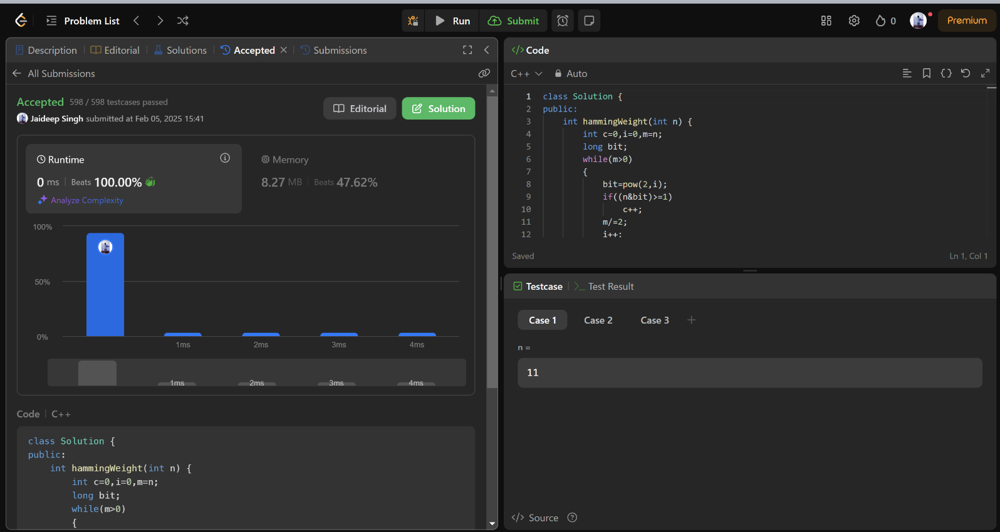 Problem List
Run
Submit
0
Premium
Description
Editorial
Solutions
Accepted
Submissions
All Submissions
Accepted 598 / 598 testcases passed
Jaideep Singh submitted at Feb 05, 2025 15:41
Editorial
Solution
Runtime
0 ms Beats 100.00%
Analyze Complexity
Memory
8.27 MB Beats 47.62%
100%
50%
0%
1ms 2ms 3ms 4ms
1ms 2ms 3ms 4ms
Code C++
class Solution {
public:
    int hammingWeight(int n) {
        int c=0,i=0,m=n;
        long bit;
        while(m>0)
        {
</> Code
C++ Auto
1 class Solution {
2 public:
3     int hammingWeight(int n) {
4         int c=0,i=0,m=n;
5         long bit;
6         while(m>0)
7         {
8             bit=pow(2,i);
9             if((n&bit)>=1)
10                 c++;
11             m/=2;
12             i++;
Saved
Ln 1, Col 1
Testcase
Test Result
Case 1
Case 2
Case 3
n =
11
</> Source